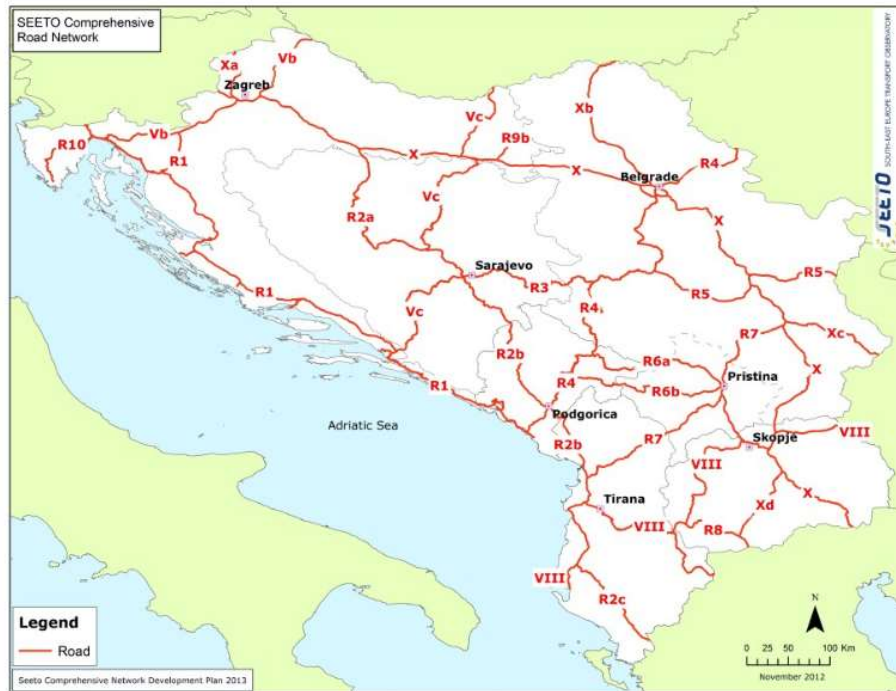 SEETO Comprehensive
Road Network
Xa
Vb
Zagreb
Vc
Xb
Vb
R10
R1
X
R9b
X
Belgrade
R4
SOUTH-EAST EUROPE TRANSPORT OBSERVATORY
SEETO
R2a
Vc
X
Sarajevo
R3
R5
R5
R1
Vc
R4
R7
Xc
R2b
R6a
X
R1
R4
R6b
Pristina
Podgorica
Adriatic Sea
R2b
R7
Skopje
VIII
VIII
Tirana
X
Xd
VIII
R8
VIII
R2c
N
Legend
Road
0 25 50 100 Km
November 2012
Seeto Comprehensive Network Development Plan 2013